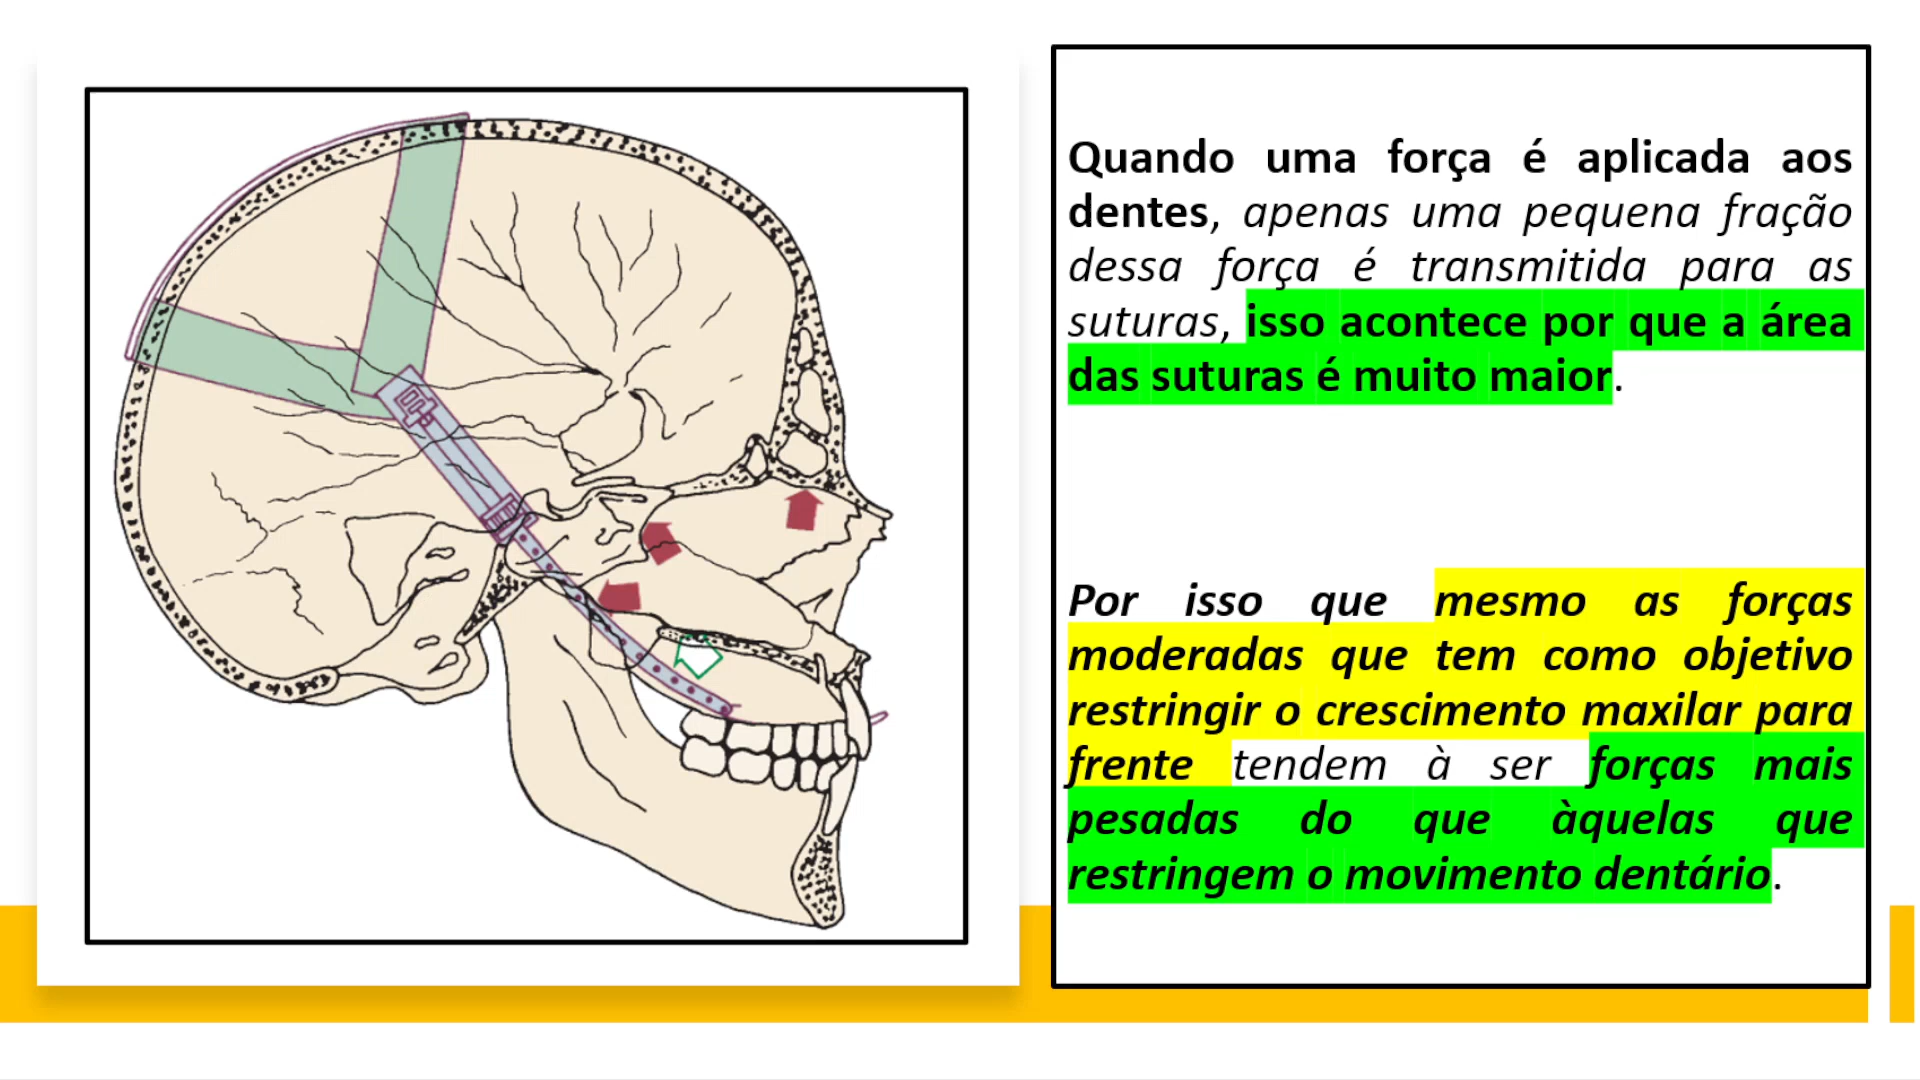 Quando uma força é aplicada aos
dentes, apenas uma pequena fração
dessa força é transmitida para as
suturas, isso acontece por que a área
das suturas é muito maior.
Por isso que mesmo as forças
moderadas que tem como objetivo
restringir o crescimento maxilar para
frente tendem à ser forças mais
pesadas do que àquelas que
restringem o movimento dentário.